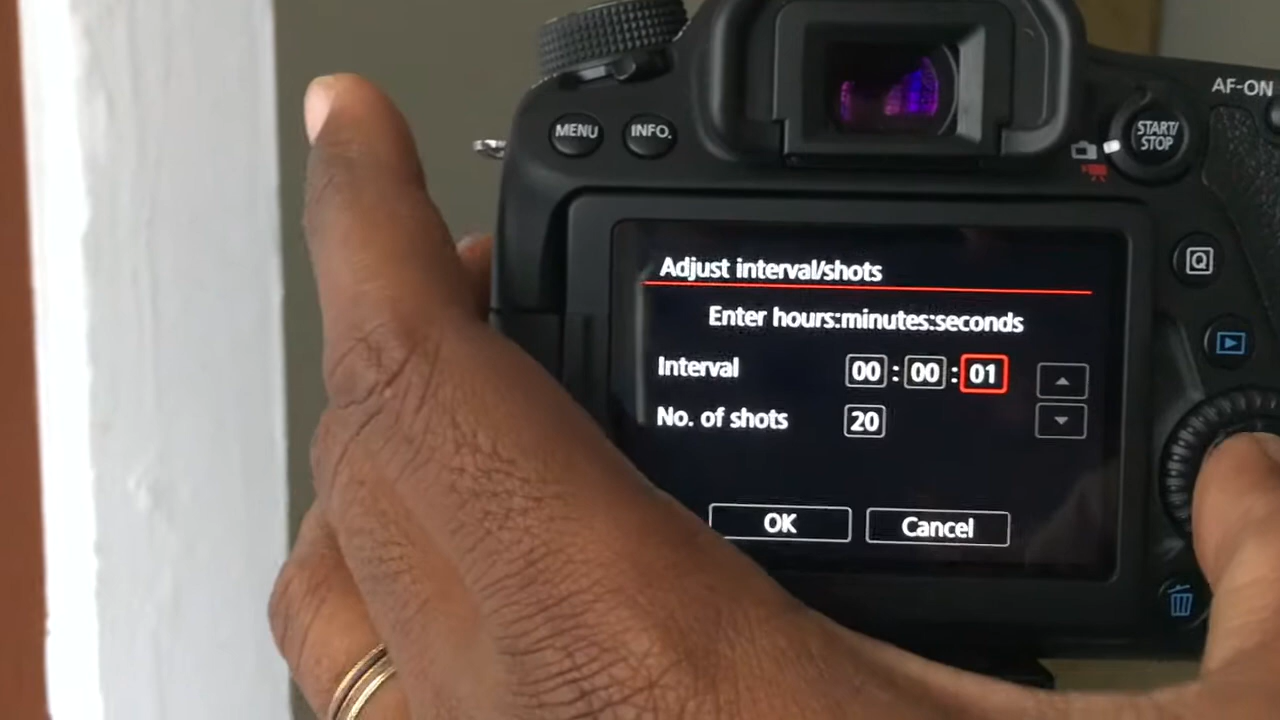 AF-ON
MENU INFO. START/
STOP
Q
Adjust interval/shots
Enter hours:minutes:seconds
Interval 00 : 00 : 01
No. of shots 20
OK Cancel